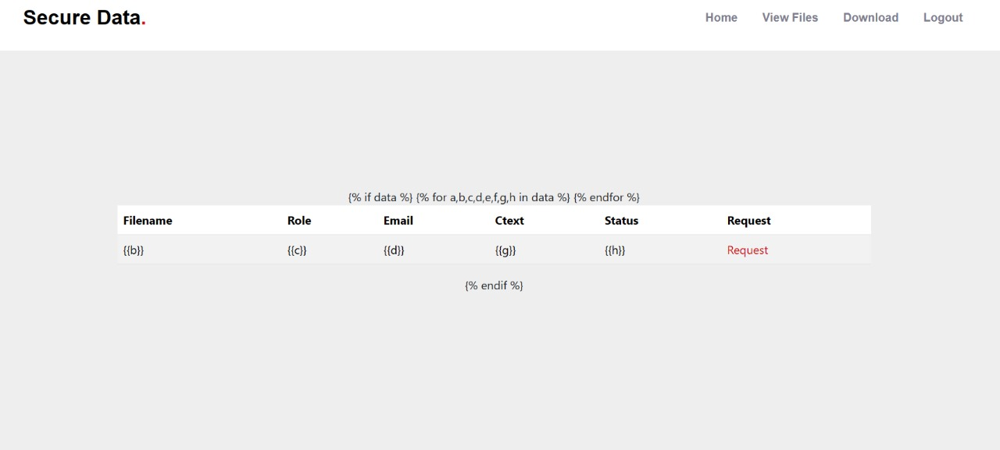 Secure Data. Home View Files Download Logout
{% if data %} {% for a,b,c,d,e,f,g,h in data %} {% endfor %}
Filename Role Email Ctext Status Request
{{b}} {{c}} {{d}} {{g}} {{h}} Request
{% endif %}